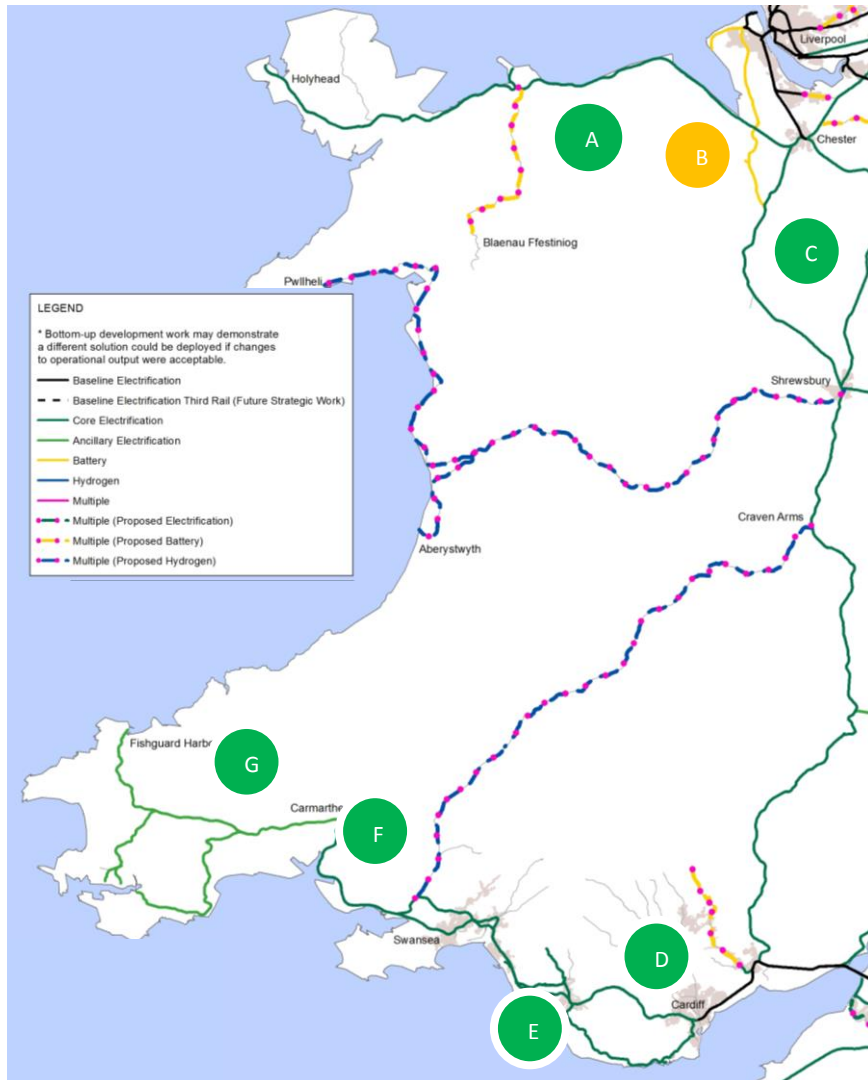 Liverpool
Holyhead
A
B
Chester
Blaenau Ffestiniog
C
Pwllheli
LEGEND
* Bottom-up development work may demonstrate
a different solution could be deployed if changes
to operational output were acceptable.
Baseline Electrification
Baseline Electrification Third Rail (Future Strategic Work)
Core Electrification
Ancillary Electrification
Battery
Hydrogen
Multiple
Multiple (Proposed Electrification)
Multiple (Proposed Battery)
Multiple (Proposed Hydrogen)
Shrewsbury
Craven Arms
Aberystwyth
Fishguard Harbo
G
Carmarthe
F
Swansea
D
Cardiff
E